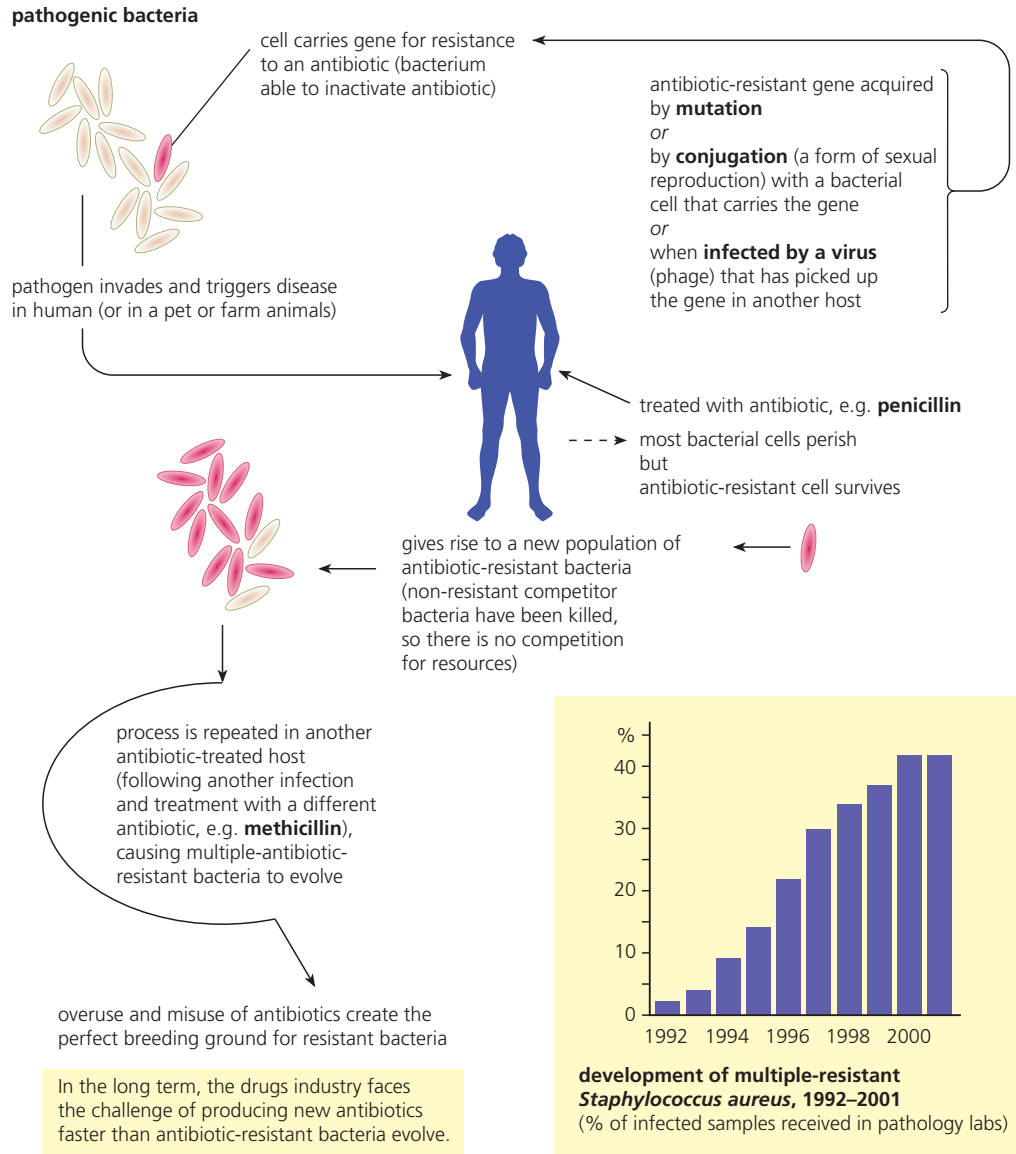 pathogenic bacteria
cell carries gene for resistance
to an antibiotic (bacterium
able to inactivate antibiotic)
antibiotic-resistant gene acquired
by mutation
or
by conjugation (a form of sexual
reproduction) with a bacterial
cell that carries the gene
or
when infected by a virus
(phage) that has picked up
the gene in another host
pathogen invades and triggers disease
in human (or in a pet or farm animals)
treated with antibiotic, e.g. penicillin
most bacterial cells perish
but
antibiotic-resistant cell survives
gives rise to a new population of
antibiotic-resistant bacteria
(non-resistant competitor
bacteria have been killed,
so there is no competition
for resources)
process is repeated in another
antibiotic-treated host
(following another infection
and treatment with a different
antibiotic, e.g. methicillin),
causing multiple-antibiotic-
resistant bacteria to evolve
overuse and misuse of antibiotics create the
perfect breeding ground for resistant bacteria
In the long term, the drugs industry faces
the challenge of producing new antibiotics
faster than antibiotic-resistant bacteria evolve.
%
40
30
20
10
0
1992 1994 1996 1998 2000
development of multiple-resistant
Staphylococcus aureus, 1992–2001
(% of infected samples received in pathology labs)